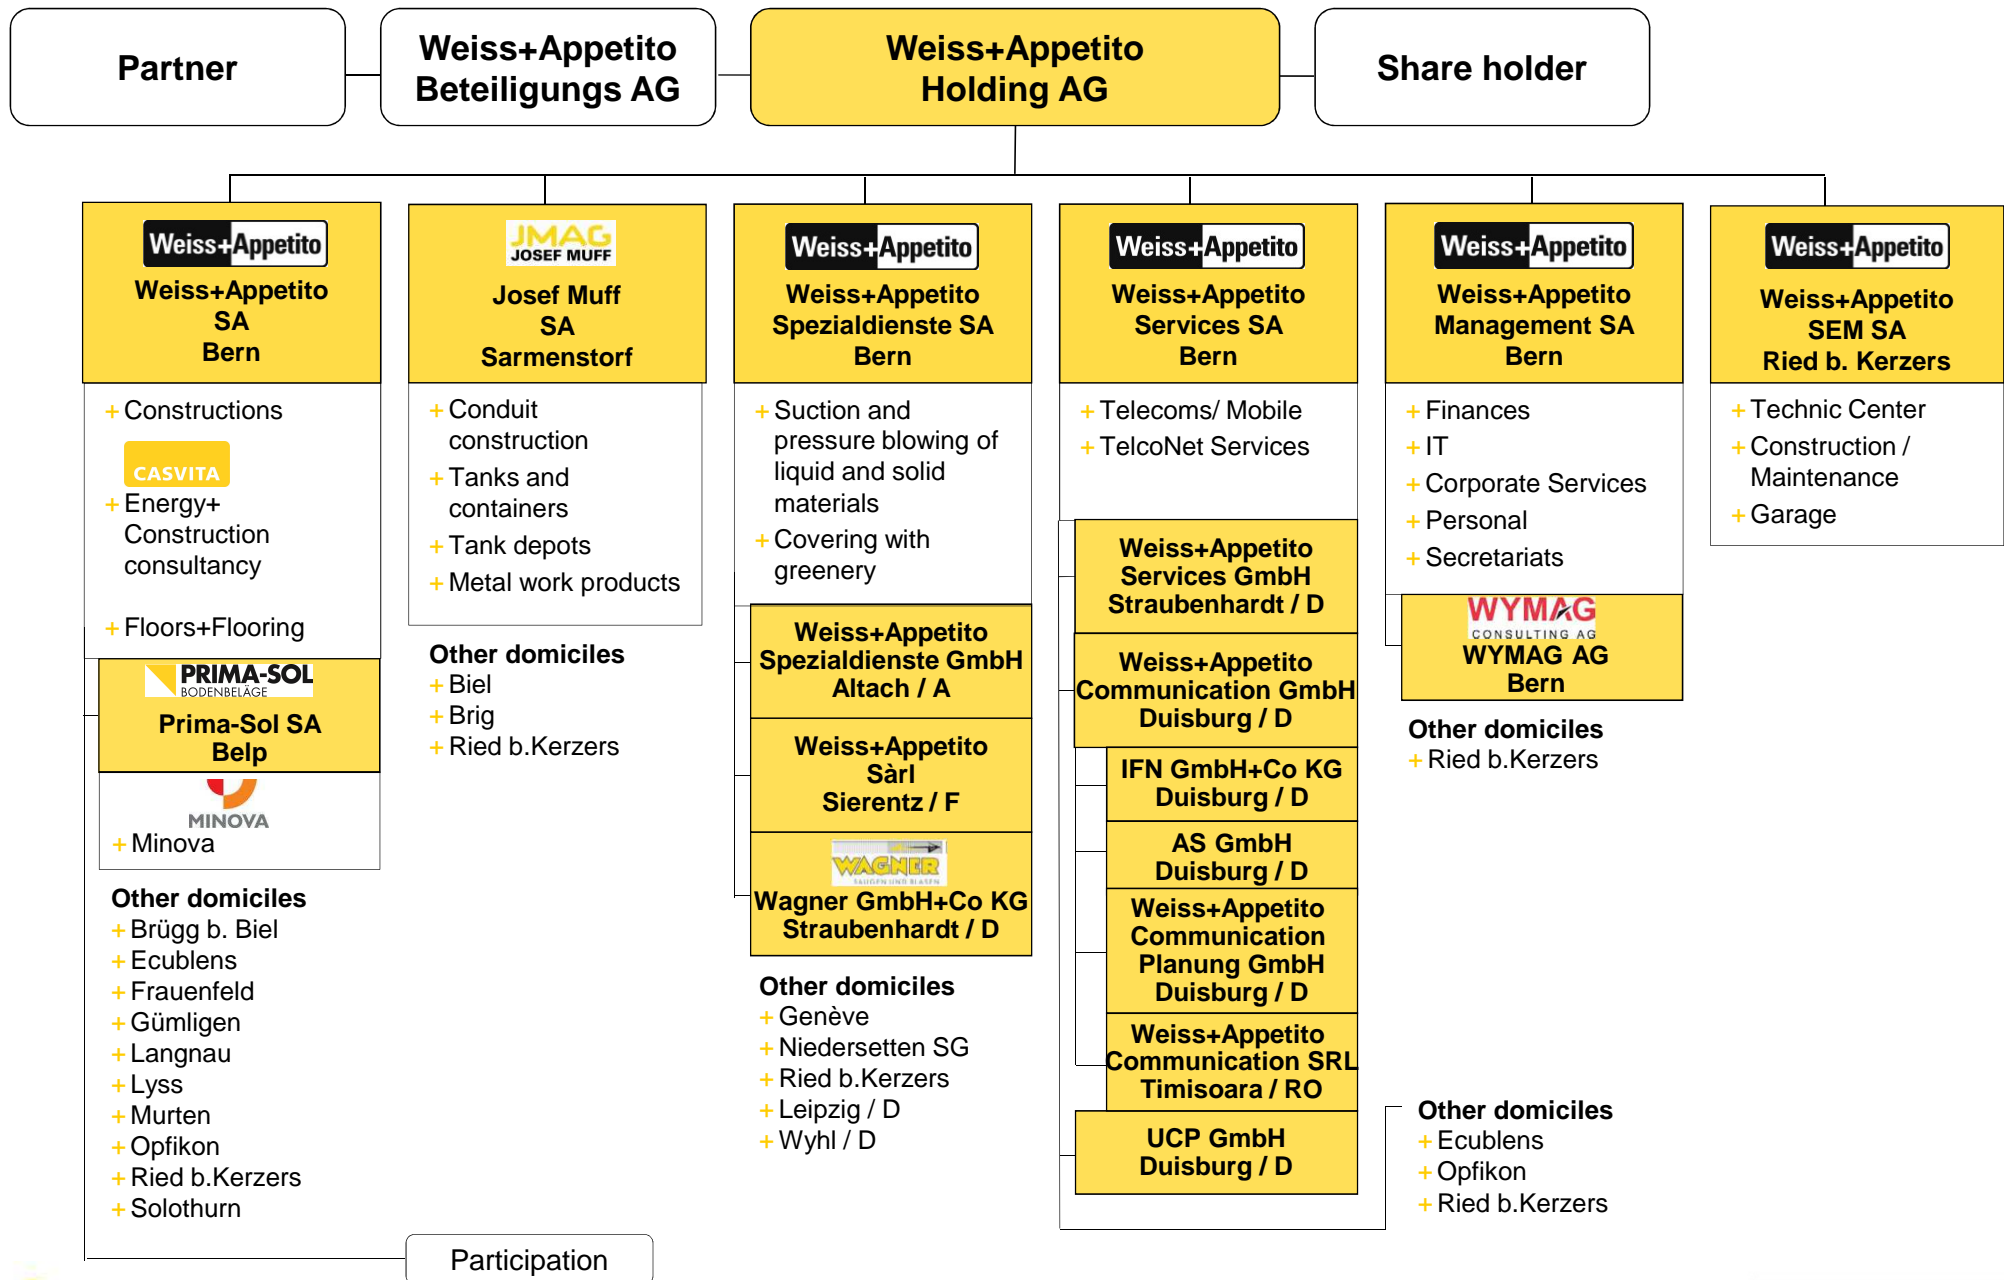 Partner
Weiss+Appetito
Beteiligungs AG
Weiss+Appetito
Holding AG
Share holder
Weiss+Appetito
Weiss+Appetito
SA
Bern
+ Constructions
CASVITA
+ Energy+
Construction
consultancy
+ Floors+Flooring
PRIMA-SOL
BODENBELÄGE
Prima-Sol SA
Belp
MINOVA
+ Minova
Other domiciles
+ Brügg b. Biel
+ Ecublens
+ Frauenfeld
+ Gümligen
+ Langnau
+ Lyss
+ Murten
+ Opfikon
+ Ried b.Kerzers
+ Solothurn
Participation
JMAG
JOSEF MUFF
Josef Muff
SA
Sarmenstorf
+ Conduit
construction
+ Tanks and
containers
+ Tank depots
+ Metal work products
Other domiciles
+ Biel
+ Brig
+ Ried b.Kerzers
Weiss+Appetito
Weiss+Appetito
Spezialdienste SA
Bern
+ Suction and
pressure blowing of
liquid and solid
materials
+ Covering with
greenery
Weiss+Appetito
Spezialdienste GmbH
Altach / A
Weiss+Appetito
Sàrl
Sierentz / F
WAGNER
SAUGEN UND BLASEN
Wagner GmbH+Co KG
Straubenhardt / D
Other domiciles
+ Genève
+ Niedersetten SG
+ Ried b.Kerzers
+ Leipzig / D
+ Wyhl / D
Weiss+Appetito
Weiss+Appetito
Services SA
Bern
+ Telecoms/ Mobile
+ TelcoNet Services
Weiss+Appetito
Services GmbH
Straubenhardt / D
Weiss+Appetito
Communication GmbH
Duisburg / D
IFN GmbH+Co KG
Duisburg / D
AS GmbH
Duisburg / D
Weiss+Appetito
Communication
Planung GmbH
Duisburg / D
Weiss+Appetito
Communication SRL
Timisoara / RO
UCP GmbH
Duisburg / D
Other domiciles
+ Ecublens
+ Opfikon
+ Ried b.Kerzers
Weiss+Appetito
Weiss+Appetito
Management SA
Bern
+ Finances
+ IT
+ Corporate Services
+ Personal
+ Secretariats
WYMAG
CONSULTING AG
WYMAG AG
Bern
Other domiciles
+ Ried b.Kerzers
Weiss+Appetito
Weiss+Appetito
SEM SA
Ried b. Kerzers
+ Technic Center
+ Construction /
Maintenance
+ Garage